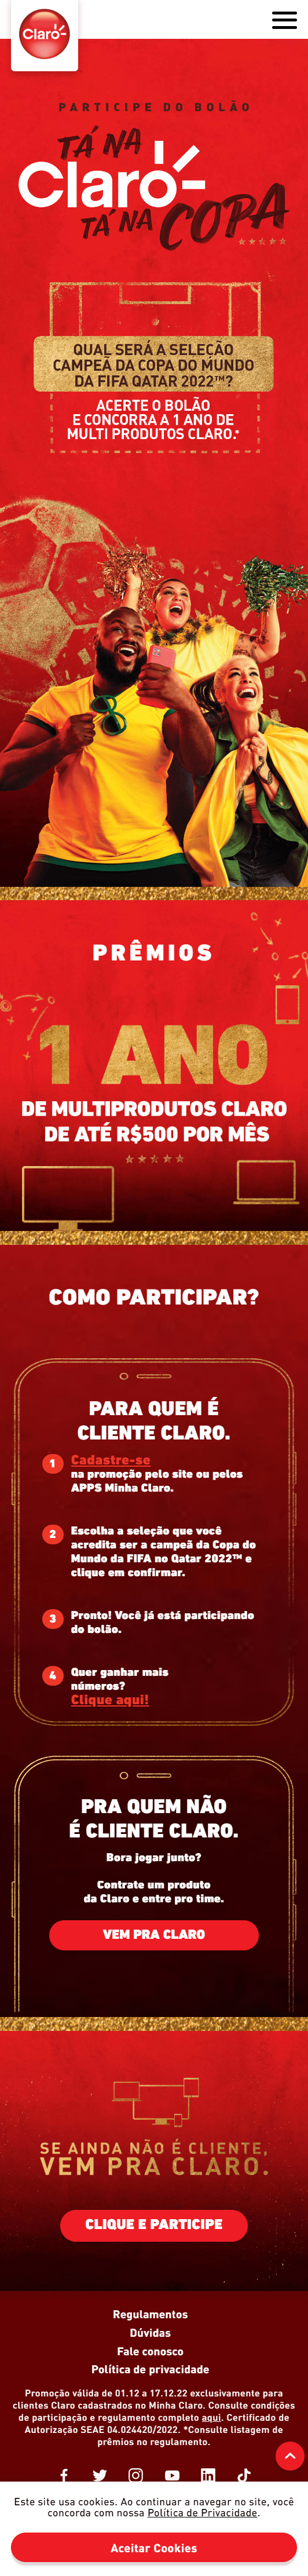 Claro
PARTICIPE DO BOLÃO
TÁ NA
Claro
TÁ NA COPA
QUAL SERÁ A SELEÇÃO
CAMPEÃ DA COPA DO MUNDO
DA FIFA QATAR 2022™?
ACERTE O BOLÃO
E CONCORRA A 1 ANO DE
MULTI PRODUTOS CLARO.*
8
PRÊMIOS
1 ANO
DE MULTIPRODUTOS CLARO
DE ATÉ R$500 POR MÊS
COMO PARTICIPAR?
PARA QUEM É
CLIENTE CLARO.
1 Cadastre-se
na promoção pelo site ou pelos
APPS Minha Claro.
2 Escolha a seleção que você
acredita ser a campeã da Copa do
Mundo da FIFA no Qatar 2022™ e
clique em confirmar.
3 Pronto! Você já está participando
do bolão.
4 Quer ganhar mais
números?
Clique aqui!
PRA QUEM NÃO
É CLIENTE CLARO.
Bora jogar junto?
Contrate um produto
da Claro e entre pro time.
VEM PRA CLARO
SE AINDA NÃO É CLIENTE,
VEM PRA CLARO.
CLIQUE E PARTICIPE
Regulamentos
Dúvidas
Fale conosco
Política de privacidade
Promoção válida de 01.12 a 17.12.22 exclusivamente para
clientes Claro cadastrados no Minha Claro. Consulte condições
de participação e regulamento completo aqui. Certificado de
Autorização SEAE 04.024420/2022. *Consulte listagem de
prêmios no regulamento.
Este site usa cookies. Ao continuar a navegar no site, você
concorda com nossa Política de Privacidade.
Aceitar Cookies